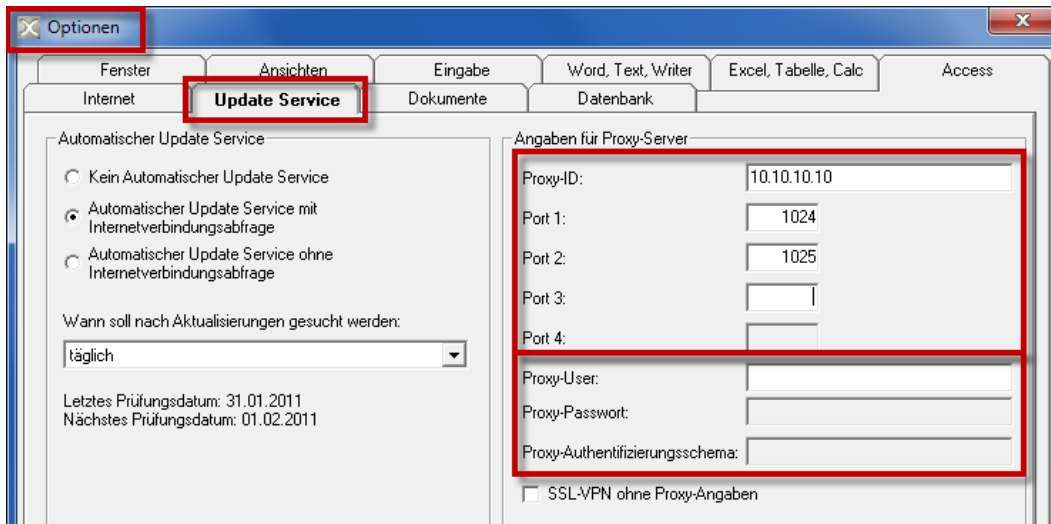 Optionen
Fenster
Ansichten
Eingabe
Word, Text, Writer
Excel, Tabelle, Calc
Access
Internet
Update Service
Dokumente
Datenbank
Automatischer Update Service
Kein Automatischer Update Service
Automatischer Update Service mit
Internetverbindungsabfrage
Automatischer Update Service ohne
Internetverbindungsabfrage
Wann soll nach Aktualisierungen gesucht werden:
täglich
Letztes Prüfungsdatum: 31.01.2011
Nächstes Prüfungsdatum: 01.02.2011
Angaben für Proxy-Server
Proxy-ID: 10.10.10.10
Port 1: 1024
Port 2: 1025
Port 3:
Port 4:
Proxy-User:
Proxy-Passwort:
Proxy-Authentifizierungsschema:
SSL-VPN ohne Proxy-Angaben